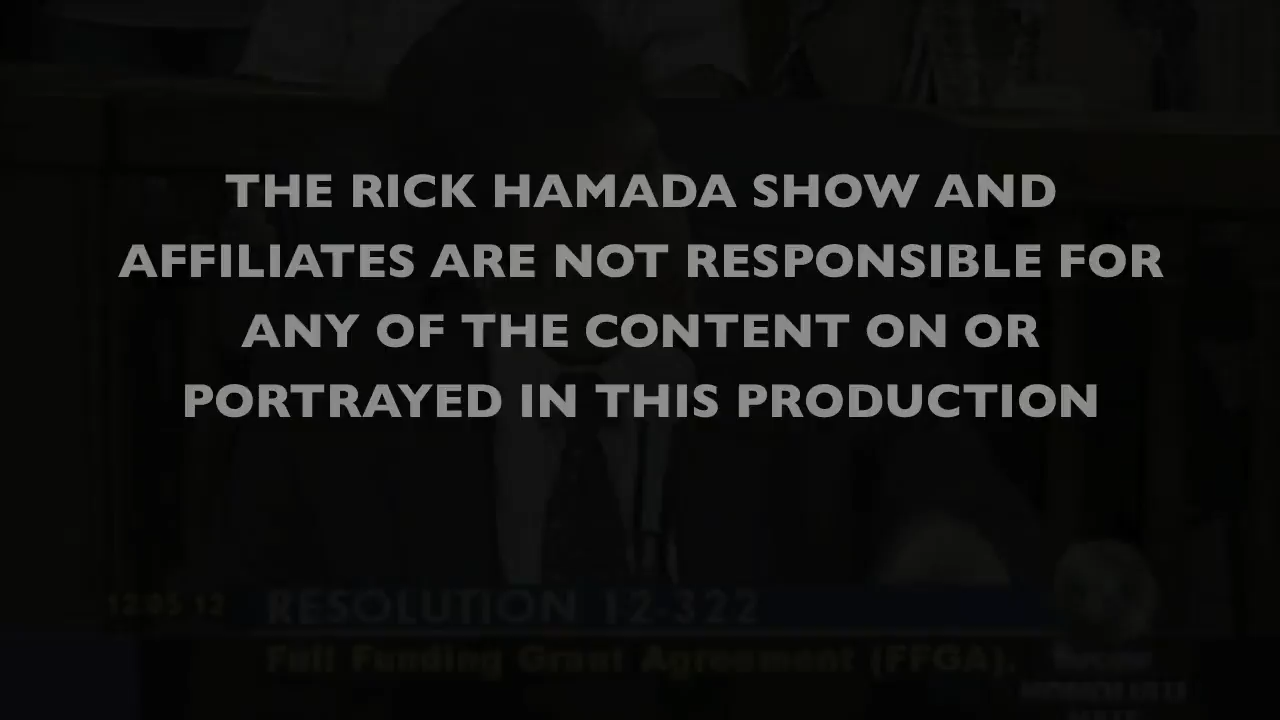 THE RICK HAMADA SHOW AND
AFFILIATES ARE NOT RESPONSIBLE FOR
ANY OF THE CONTENT ON OR
PORTRAYED IN THIS PRODUCTION
12.05.12
RESOLUTION 12-322
Full Funding Grant Agreement (FFGA).